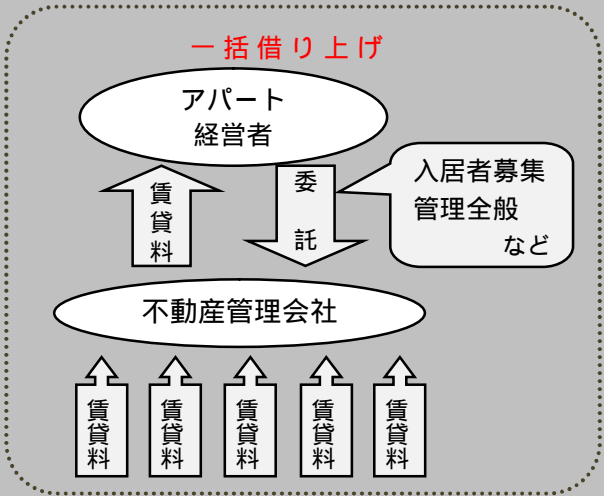 一括借り上げ
アパート
経営者
賃貸料
委託
入居者募集
管理全般
など
不動産管理会社
賃貸料
賃貸料
賃貸料
賃貸料
賃貸料